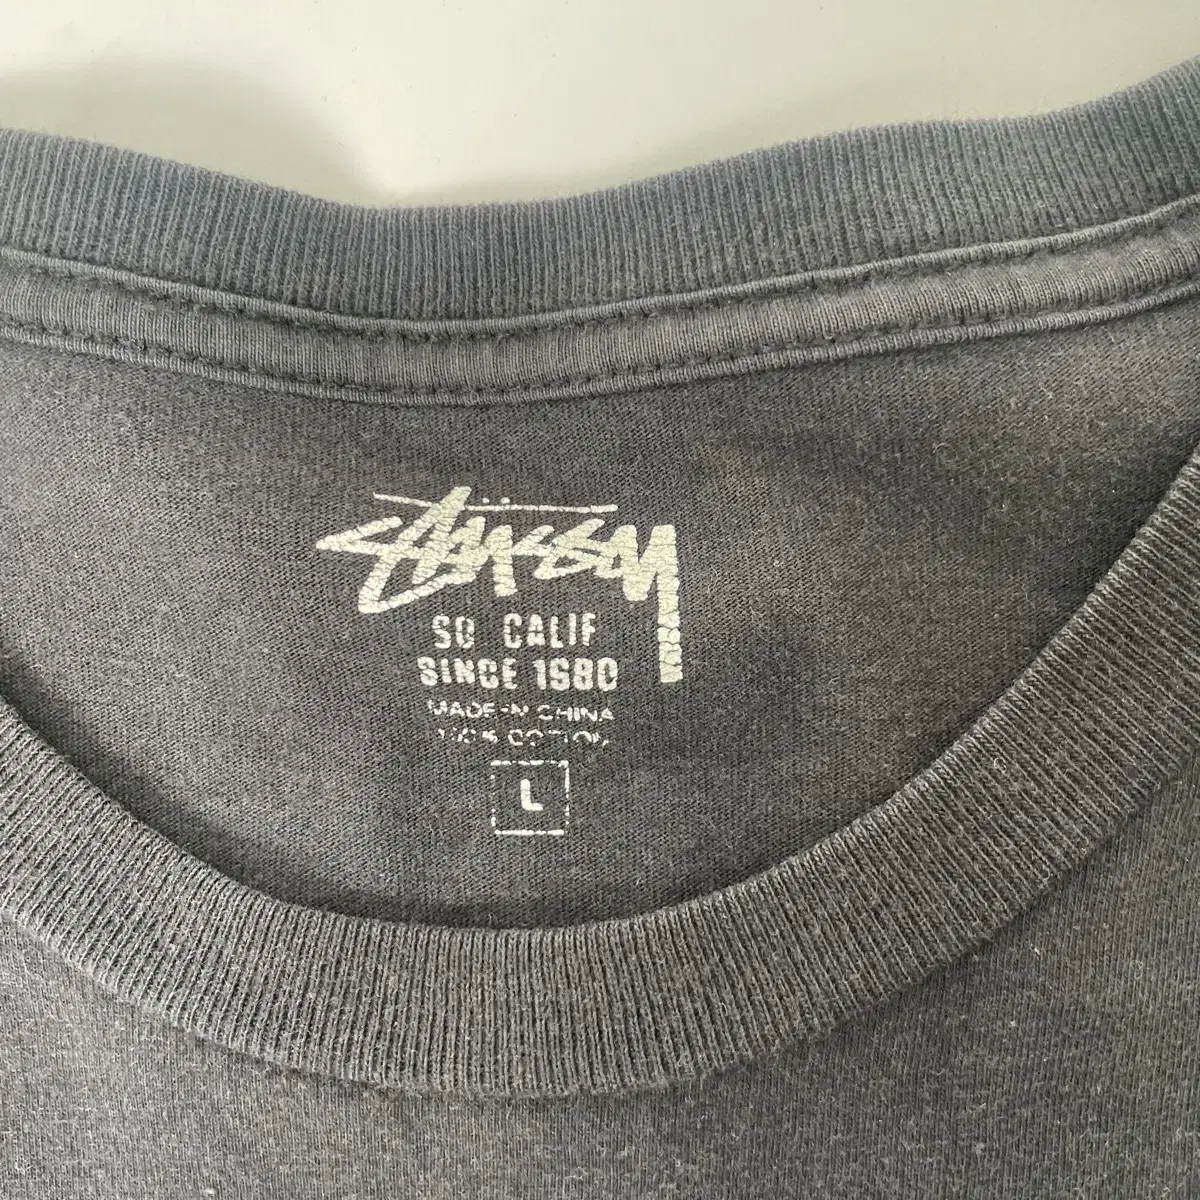 Stüssy
SO CALIF
SINCE 1980
MADE IN CHINA
100% COTTON
L